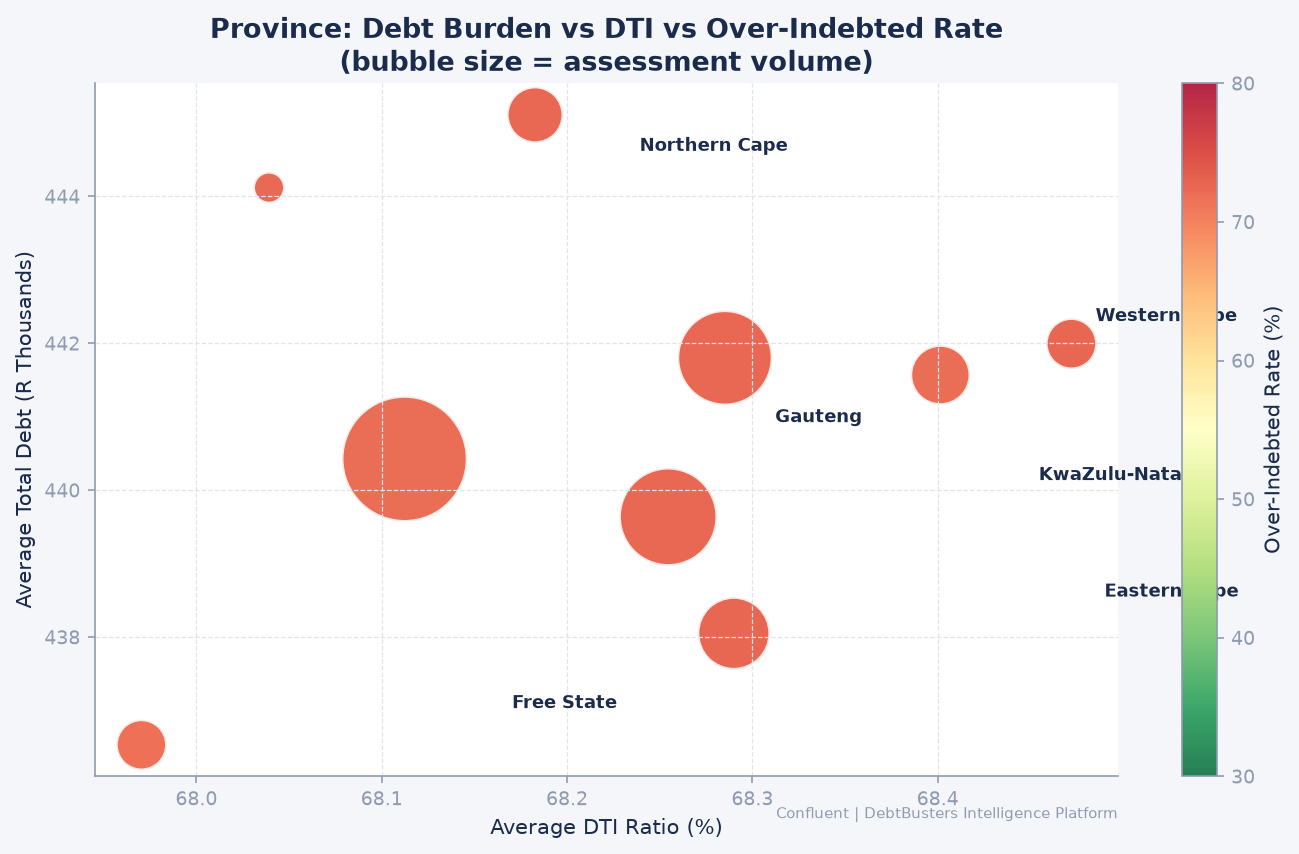 Province: Debt Burden vs DTI vs Over-Indebted Rate
(bubble size = assessment volume)
Average Total Debt (R Thousands)
444
442
440
438
Northern Cape
Western
pe
Gauteng
KwaZulu-Nata
Eastern
pe
Free State
68.0
68.1
68.2
68.3
68.4
Average DTI Ratio (%)
Confluent | DebtBusters Intelligence Platform
80
70
60
50
40
30
Over-Indebted Rate (%)